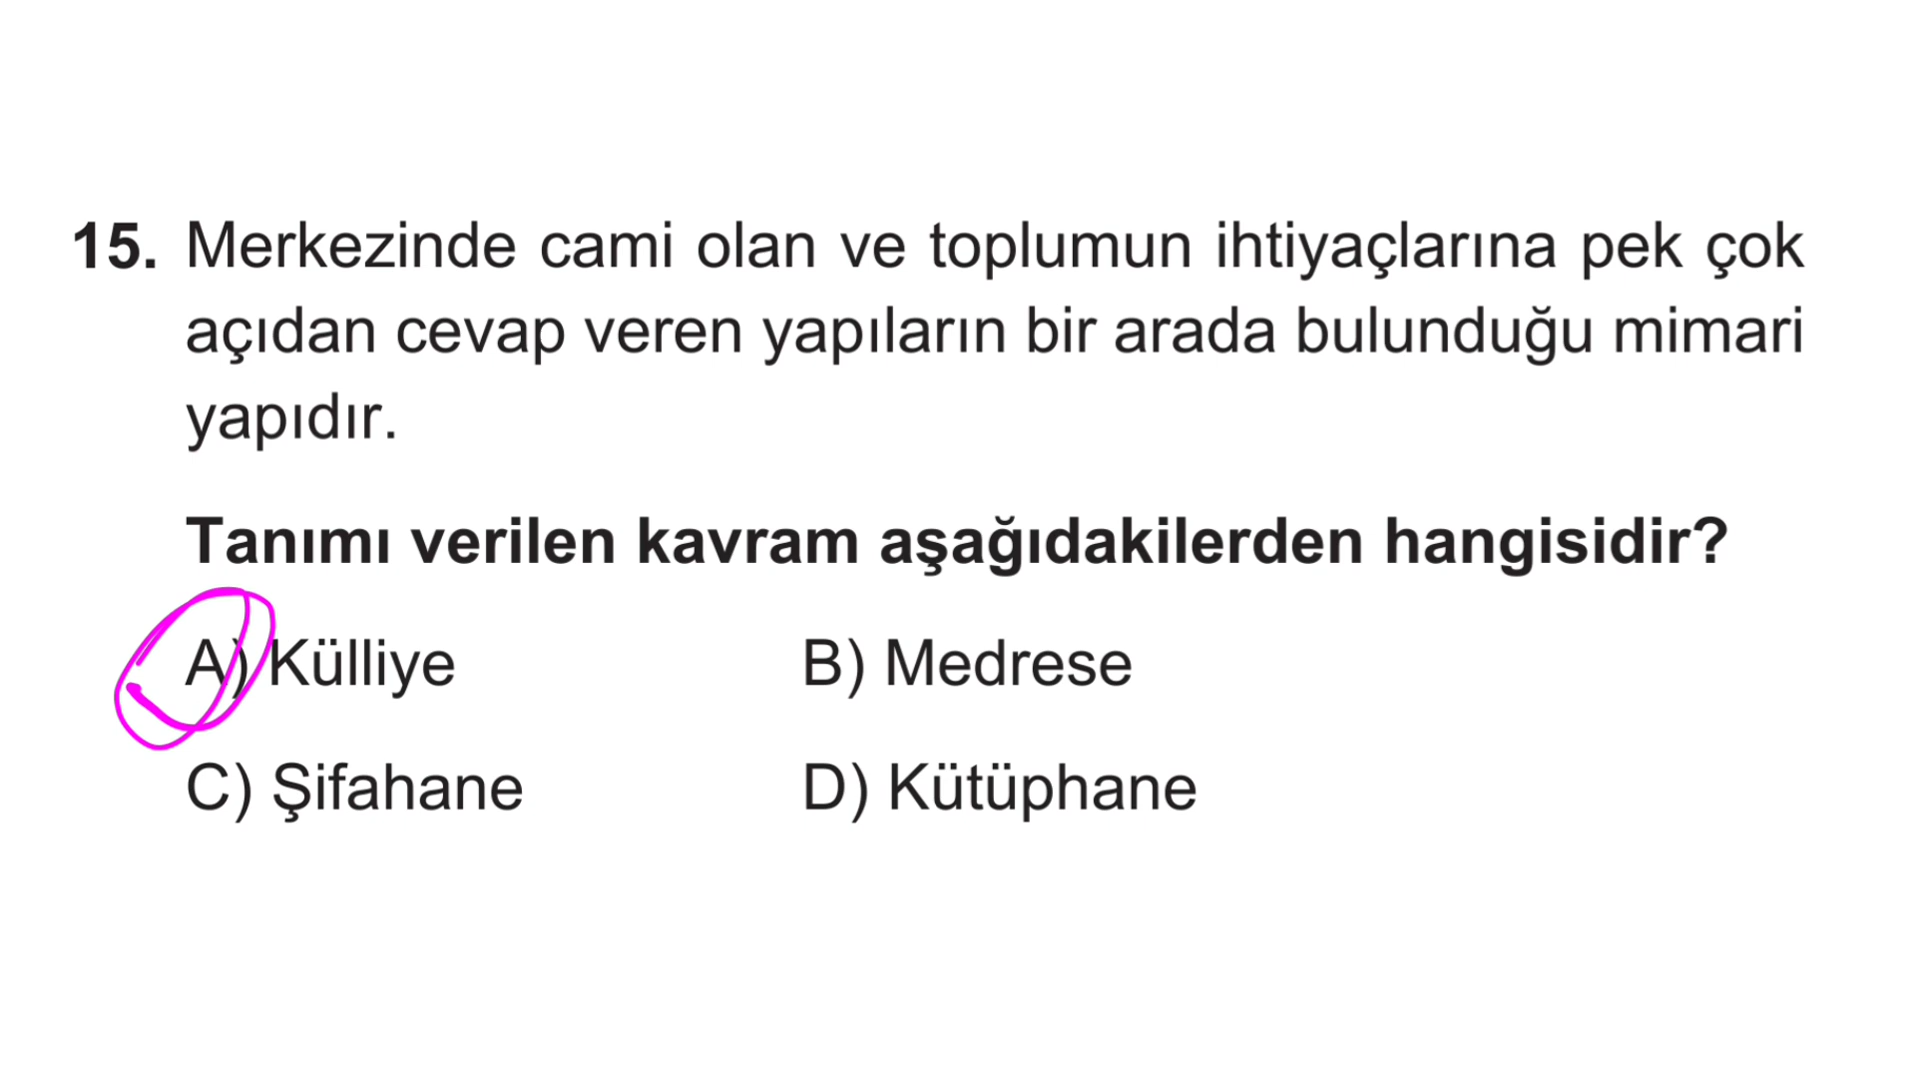 15. Merkezinde cami olan ve toplumun ihtiyaçlarına pek çok
açıdan cevap veren yapıların bir arada bulunduğu mimari
yapıdır.
Tanımı verilen kavram aşağıdakilerden hangisidir?
A) Külliye B) Medrese
C) Şifahane D) Kütüphane